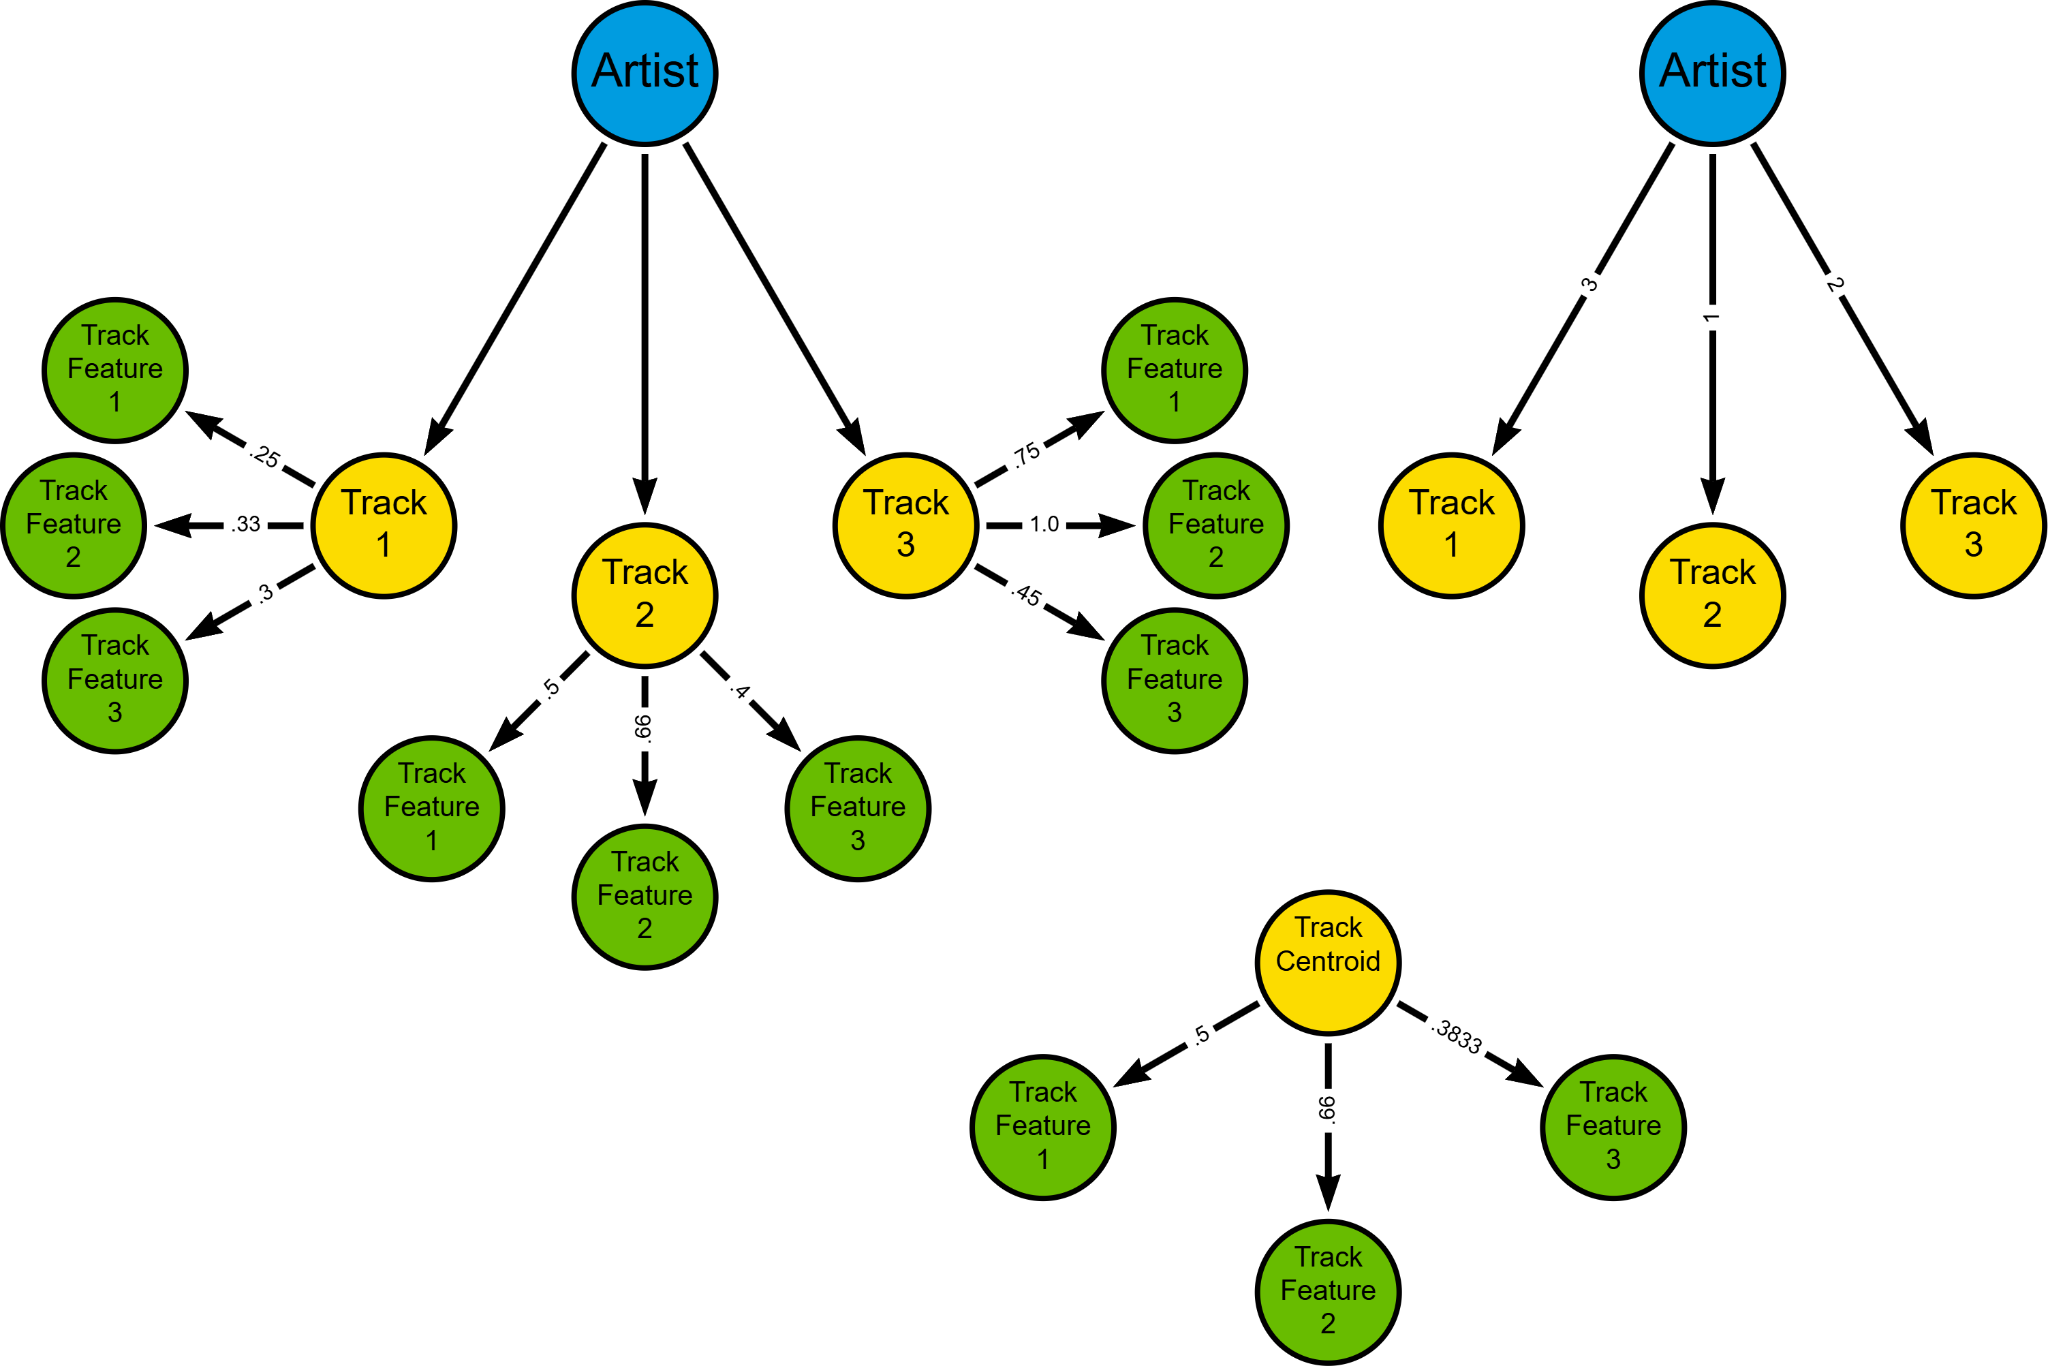 Artist
Artist
3
1
2
Track
Feature
1
Track
Feature
2
Track
Feature
3
.25
.33
.3
Track
1
Track
2
Track
3
.75
1.0
.45
Track
Feature
1
Track
Feature
2
Track
Feature
3
Track
1
Track
2
Track
3
.5
.66
.4
Track
Feature
1
Track
Feature
2
Track
Feature
3
Track
Centroid
.5
.66
.3833
Track
Feature
1
Track
Feature
2
Track
Feature
3